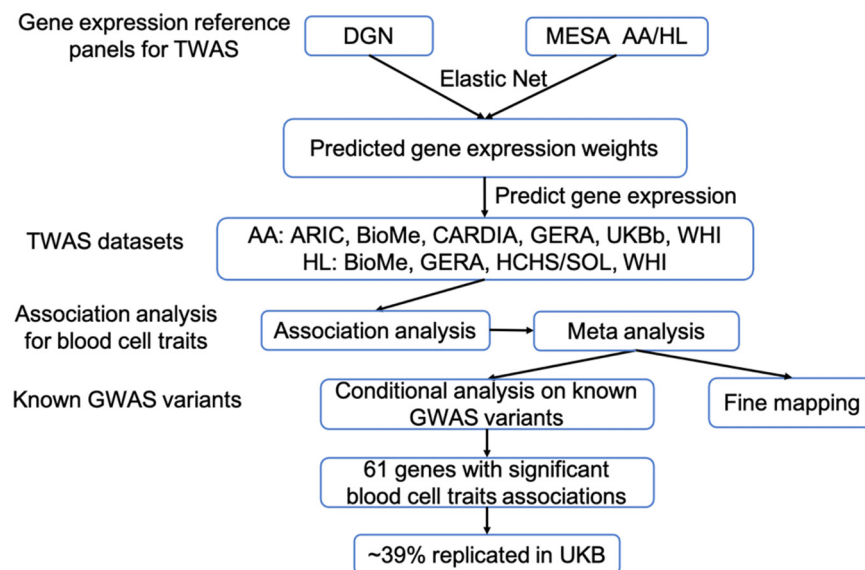 Gene expression reference
panels for TWAS
DGN
MESA AA/HL
Elastic Net
Predicted gene expression weights
Predict gene expression
TWAS datasets
AA: ARIC, BioMe, CARDIA, GERA, UKBb, WHI
HL: BioMe, GERA, HCHS/SOL, WHI
Association analysis
for blood cell traits
Association analysis
Meta analysis
Known GWAS variants
Conditional analysis on known
GWAS variants
Fine mapping
61 genes with significant
blood cell traits associations
~39% replicated in UKB